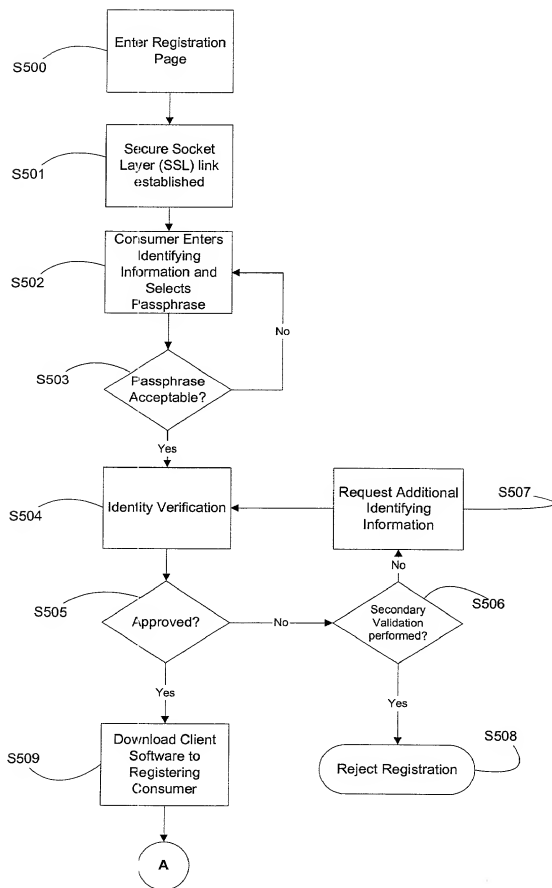 Enter Registration
Page
S500
Secure Socket
Layer (SSL) link
established
S501
Consumer Enters
Identifying
Information and
Selects
Passphrase
S502
No
S503
Passphrase
Acceptable?
Yes
S504
Identity Verification
Request Additional
Identifying
Information
S507
No
S505
Approved?
No
Secondary
Validation
performed?
S506
Yes
Yes
S509
Download Client
Software to
Registering
Consumer
Reject Registration
S508
A